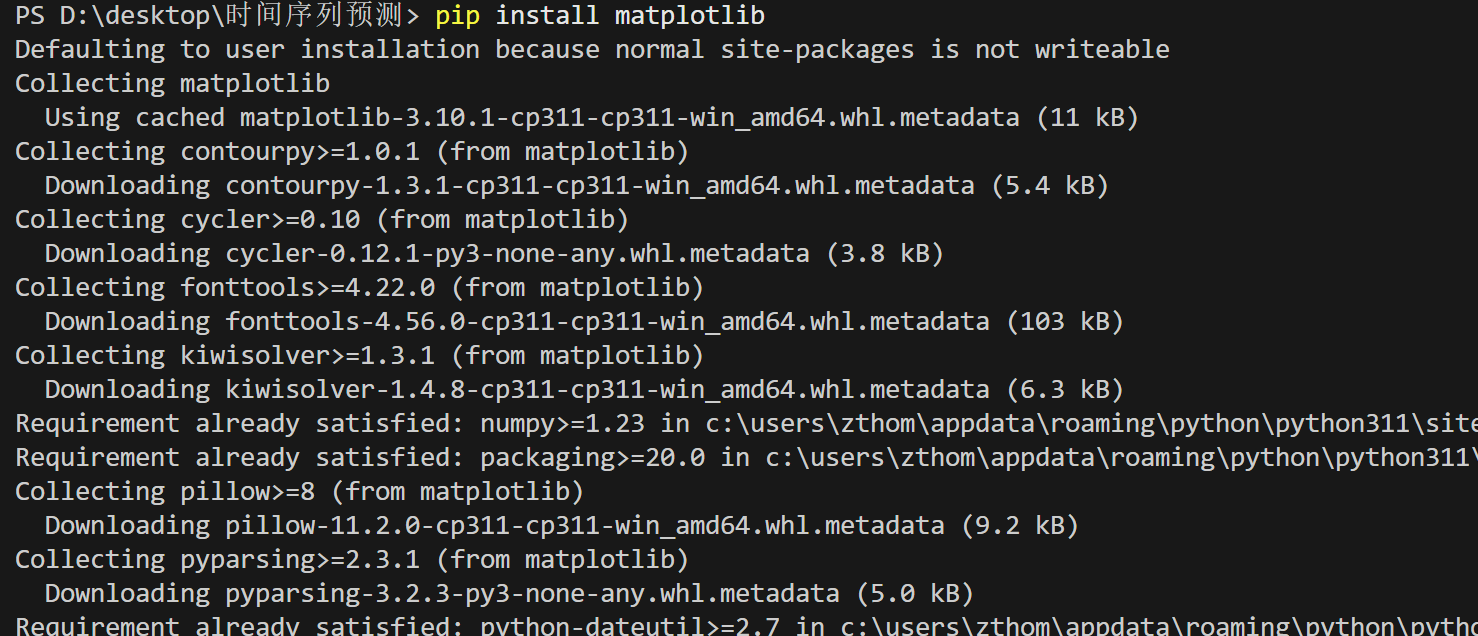 PS D:\desktop\时间序列预测> pip install matplotlib
Defaulting to user installation because normal site-packages is not writeable
Collecting matplotlib
  Using cached matplotlib-3.10.1-cp311-cp311-win_amd64.whl.metadata (11 kB)
Collecting contourpy>=1.0.1 (from matplotlib)
  Downloading contourpy-1.3.1-cp311-cp311-win_amd64.whl.metadata (5.4 kB)
Collecting cycler>=0.10 (from matplotlib)
  Downloading cycler-0.12.1-py3-none-any.whl.metadata (3.8 kB)
Collecting fonttools>=4.22.0 (from matplotlib)
  Downloading fonttools-4.56.0-cp311-cp311-win_amd64.whl.metadata (103 kB)
Collecting kiwisolver>=1.3.1 (from matplotlib)
  Downloading kiwisolver-1.4.8-cp311-cp311-win_amd64.whl.metadata (6.3 kB)
Requirement already satisfied: numpy>=1.23 in c:\users\zthom\appdata\roaming\python\python311\site
Requirement already satisfied: packaging>=20.0 in c:\users\zthom\appdata\roaming\python\python311\
Collecting pillow>=8 (from matplotlib)
  Downloading pillow-11.2.0-cp311-cp311-win_amd64.whl.metadata (9.2 kB)
Collecting pyparsing>=2.3.1 (from matplotlib)
  Downloading pyparsing-3.2.3-py3-none-any.whl.metadata (5.0 kB)
Requirement already satisfied: python-dateutil>=2.7 in c:\users\zthom\appdata\roaming\python\pytho